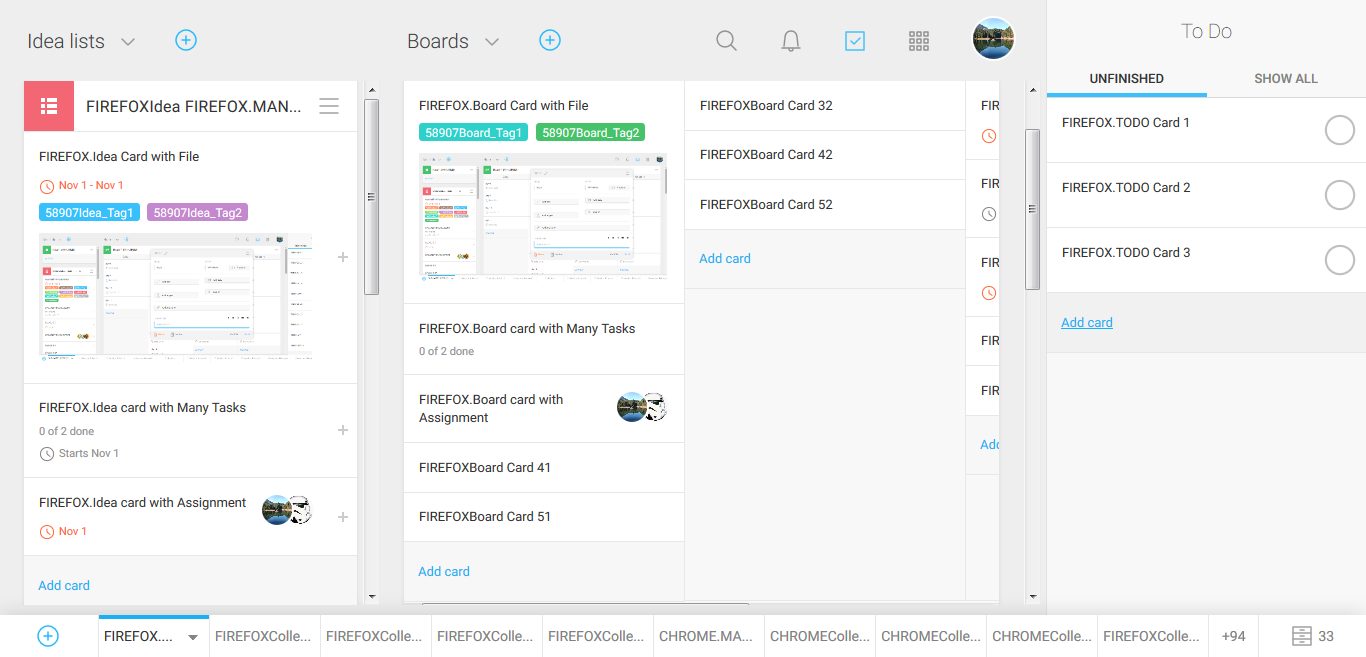 Idea lists
Boards
FIREFOXIdea FIREFOX.MAN...
FIREFOX.Idea Card with File
Nov 1 - Nov 1
58907Idea_Tag1 58907Idea_Tag2
FIREFOX.Idea card with Many Tasks
0 of 2 done
Starts Nov 1
FIREFOX.Idea card with Assignment
Nov 1
Add card
FIREFOX.Board Card with File
58907Board_Tag1 58907Board_Tag2
FIREFOX.Board card with Many Tasks
0 of 2 done
FIREFOX.Board card with
Assignment
FIREFOXBoard Card 41
FIREFOXBoard Card 51
Add card
FIREFOXBoard Card 32
FIREFOXBoard Card 42
FIREFOXBoard Card 52
Add card
FIR
FIR
FIR
FIR
FIR
Adc
To Do
UNFINISHED SHOW ALL
FIREFOX.TODO Card 1
FIREFOX.TODO Card 2
FIREFOX.TODO Card 3
Add card
FIREFOX.... FIREFOXColle... FIREFOXColle... FIREFOXColle... FIREFOXColle... CHROME.MA... CHROMEColle... CHROMEColle... CHROMEColle... FIREFOXColle... +94 33